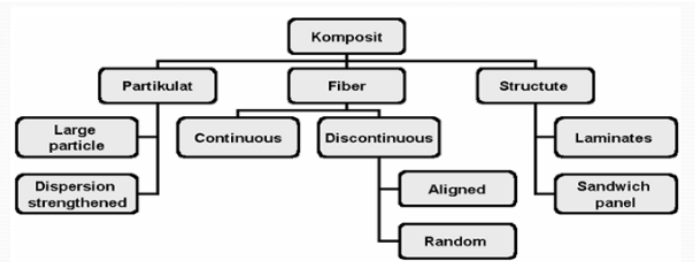 Komposit
Partikulat
Fiber
Structute
Large
particle
Continuous
Discontinuous
Laminates
Dispersion
strengthened
Aligned
Sandwich
panel
Random